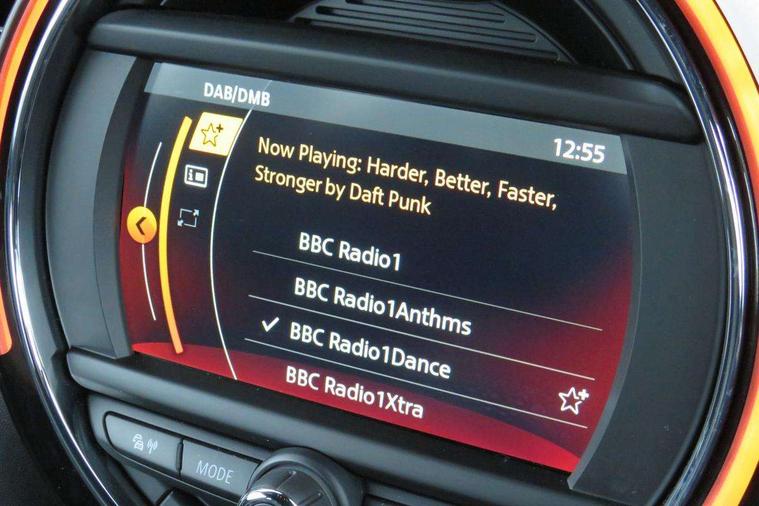 DAB/DMB
12:55
Now Playing: Harder, Better, Faster,
Stronger by Daft Punk
BBC Radio1
BBC Radio1Anthms
BBC Radio1Dance
BBC Radio1Xtra
MODE